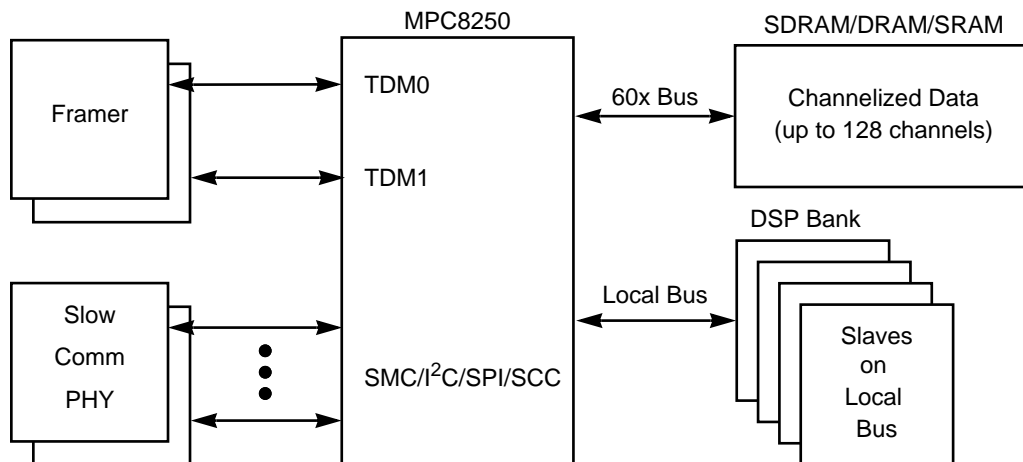 MPC8250
SDRAM/DRAM/SRAM
Framer
TDM0
TDM1
60x Bus
Channelized Data
(up to 128 channels)
DSP Bank
Local Bus
Slaves
on
Local
Bus
Slow
Comm
PHY
SMC/I²C/SPI/SCC